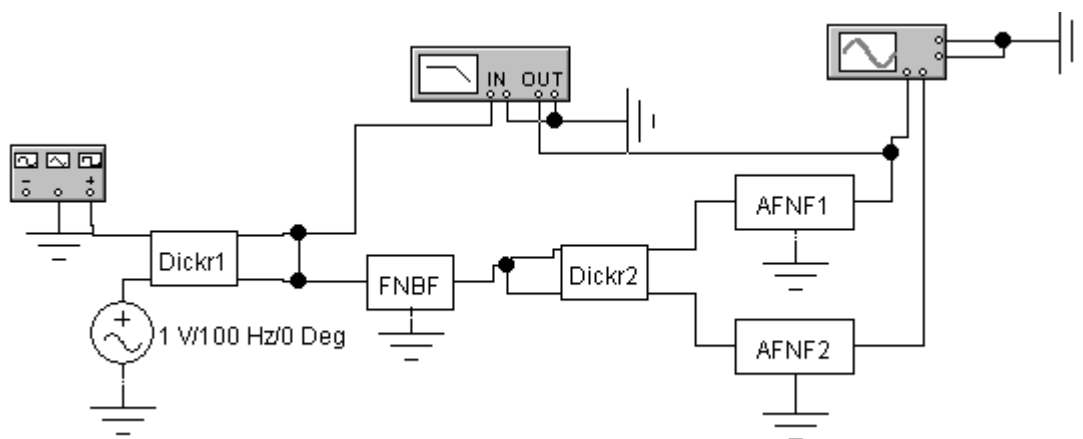 IN OUT
- +
AFNF1
Dickr1
FNBF
Dickr2
+
1 V/100 Hz/0 Deg
AFNF2